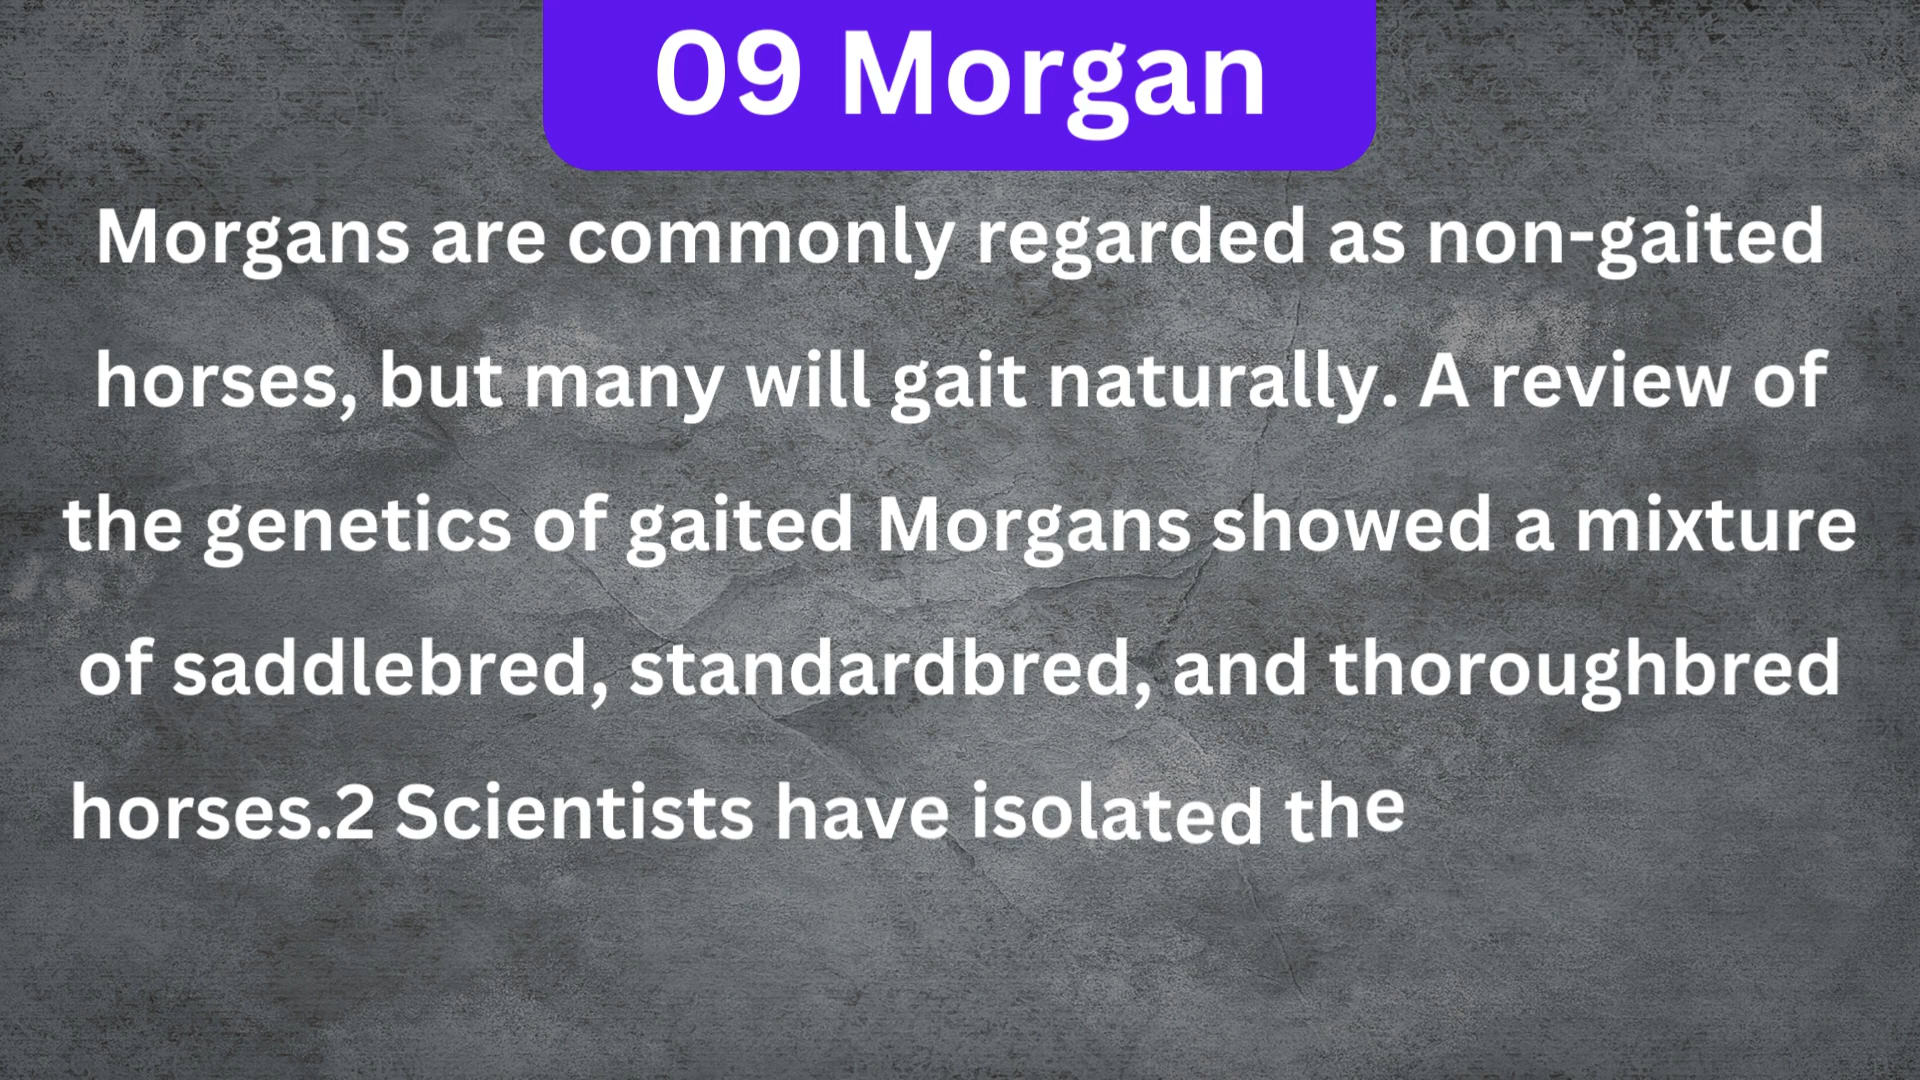 09 Morgan
Morgans are commonly regarded as non-gaited
horses, but many will gait naturally. A review of
the genetics of gaited Morgans showed a mixture
of saddlebred, standardbred, and thoroughbred
horses.2 Scientists have isolated the